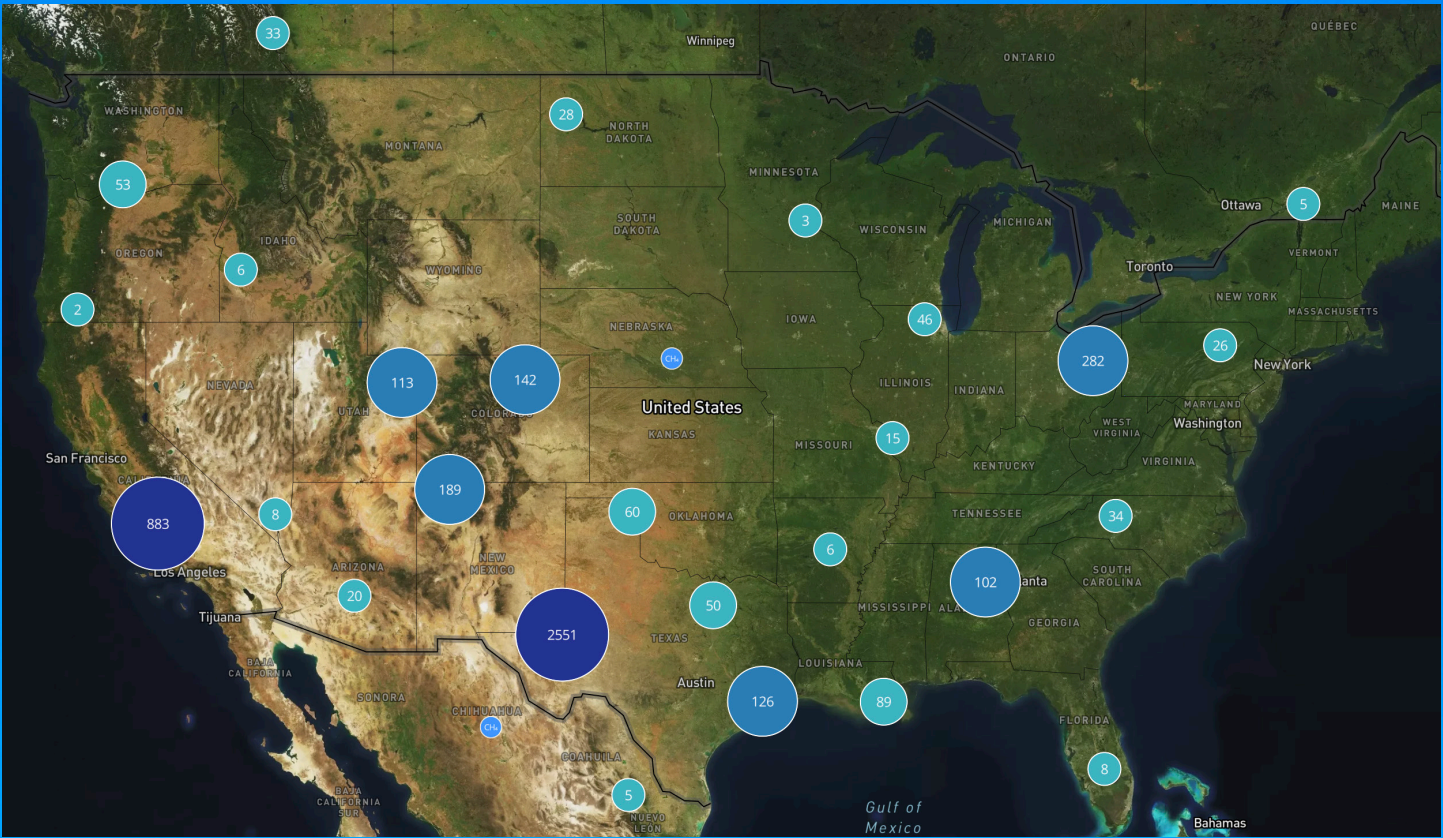 QUÉBEC
33
Winnipeg
ONTARIO
WASHINGTON
28
NORTH
DAKOTA
MONTANA
MINNESOTA
53
Ottawa
5
MAINE
SOUTH
DAKOTA
3
WISCONSIN
MICHIGAN
IDAHO
OREGON
VERMONT
6
WYOMING
Toronto
NEW YORK
2
MASSACHUSETTS
46
IOWA
NEBRASKA
26
CH₄
282
New York
113
142
NEVADA
ILLINOIS
INDIANA
UTAH
COLORA
United States
MARYLAND
WEST
VIRGINIA
Washington
KANSAS
15
MISSOURI
San Francisco
KENTUCKY
VIRGINIA
CALIFORNIA
189
8
60
OKLAHOMA
TENNESSEE
34
883
6
NEW
MEXICO
Los Angeles
ARIZONA
SOUTH
CAROLINA
102
anta
20
50
MISSISSIPPI
ALA
Tijuana
GEORGIA
2551
TEXAS
BAJA
CALIFORNIA
LOUISIANA
Austin
SONORA
126
89
CHIHUAHUA
FLORIDA
CH₄
COAHUILA
8
5
BAJA
CALIFORNIA
SUR
Gulf of
Mexico
NUEVO
LEÓN
Bahamas